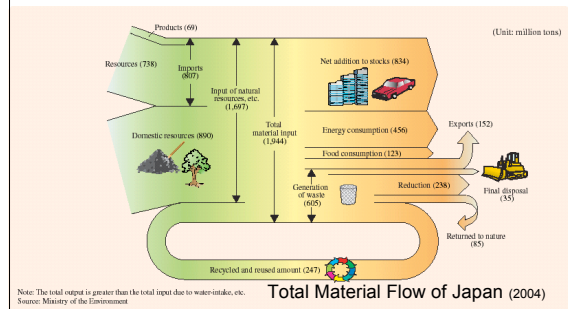 Products (69)
(Unit: million tons)
Resources (738)
Imports
(807)
Net addition to stocks (834)
Input of natural
resources, etc.
(1,697)
Total
material input
(1,944)
Exports (152)
Energy consumption (456)
Domestic resources (890)
Food consumption (123)
Generation
of waste
(605)
Reduction (238)
Final disposal
(35)
Returned to nature
(85)
Recycled and reused amount (247)
Note: The total output is greater than the total input due to water-intake, etc.
Source: Ministry of the Environment
Total Material Flow of Japan (2004)